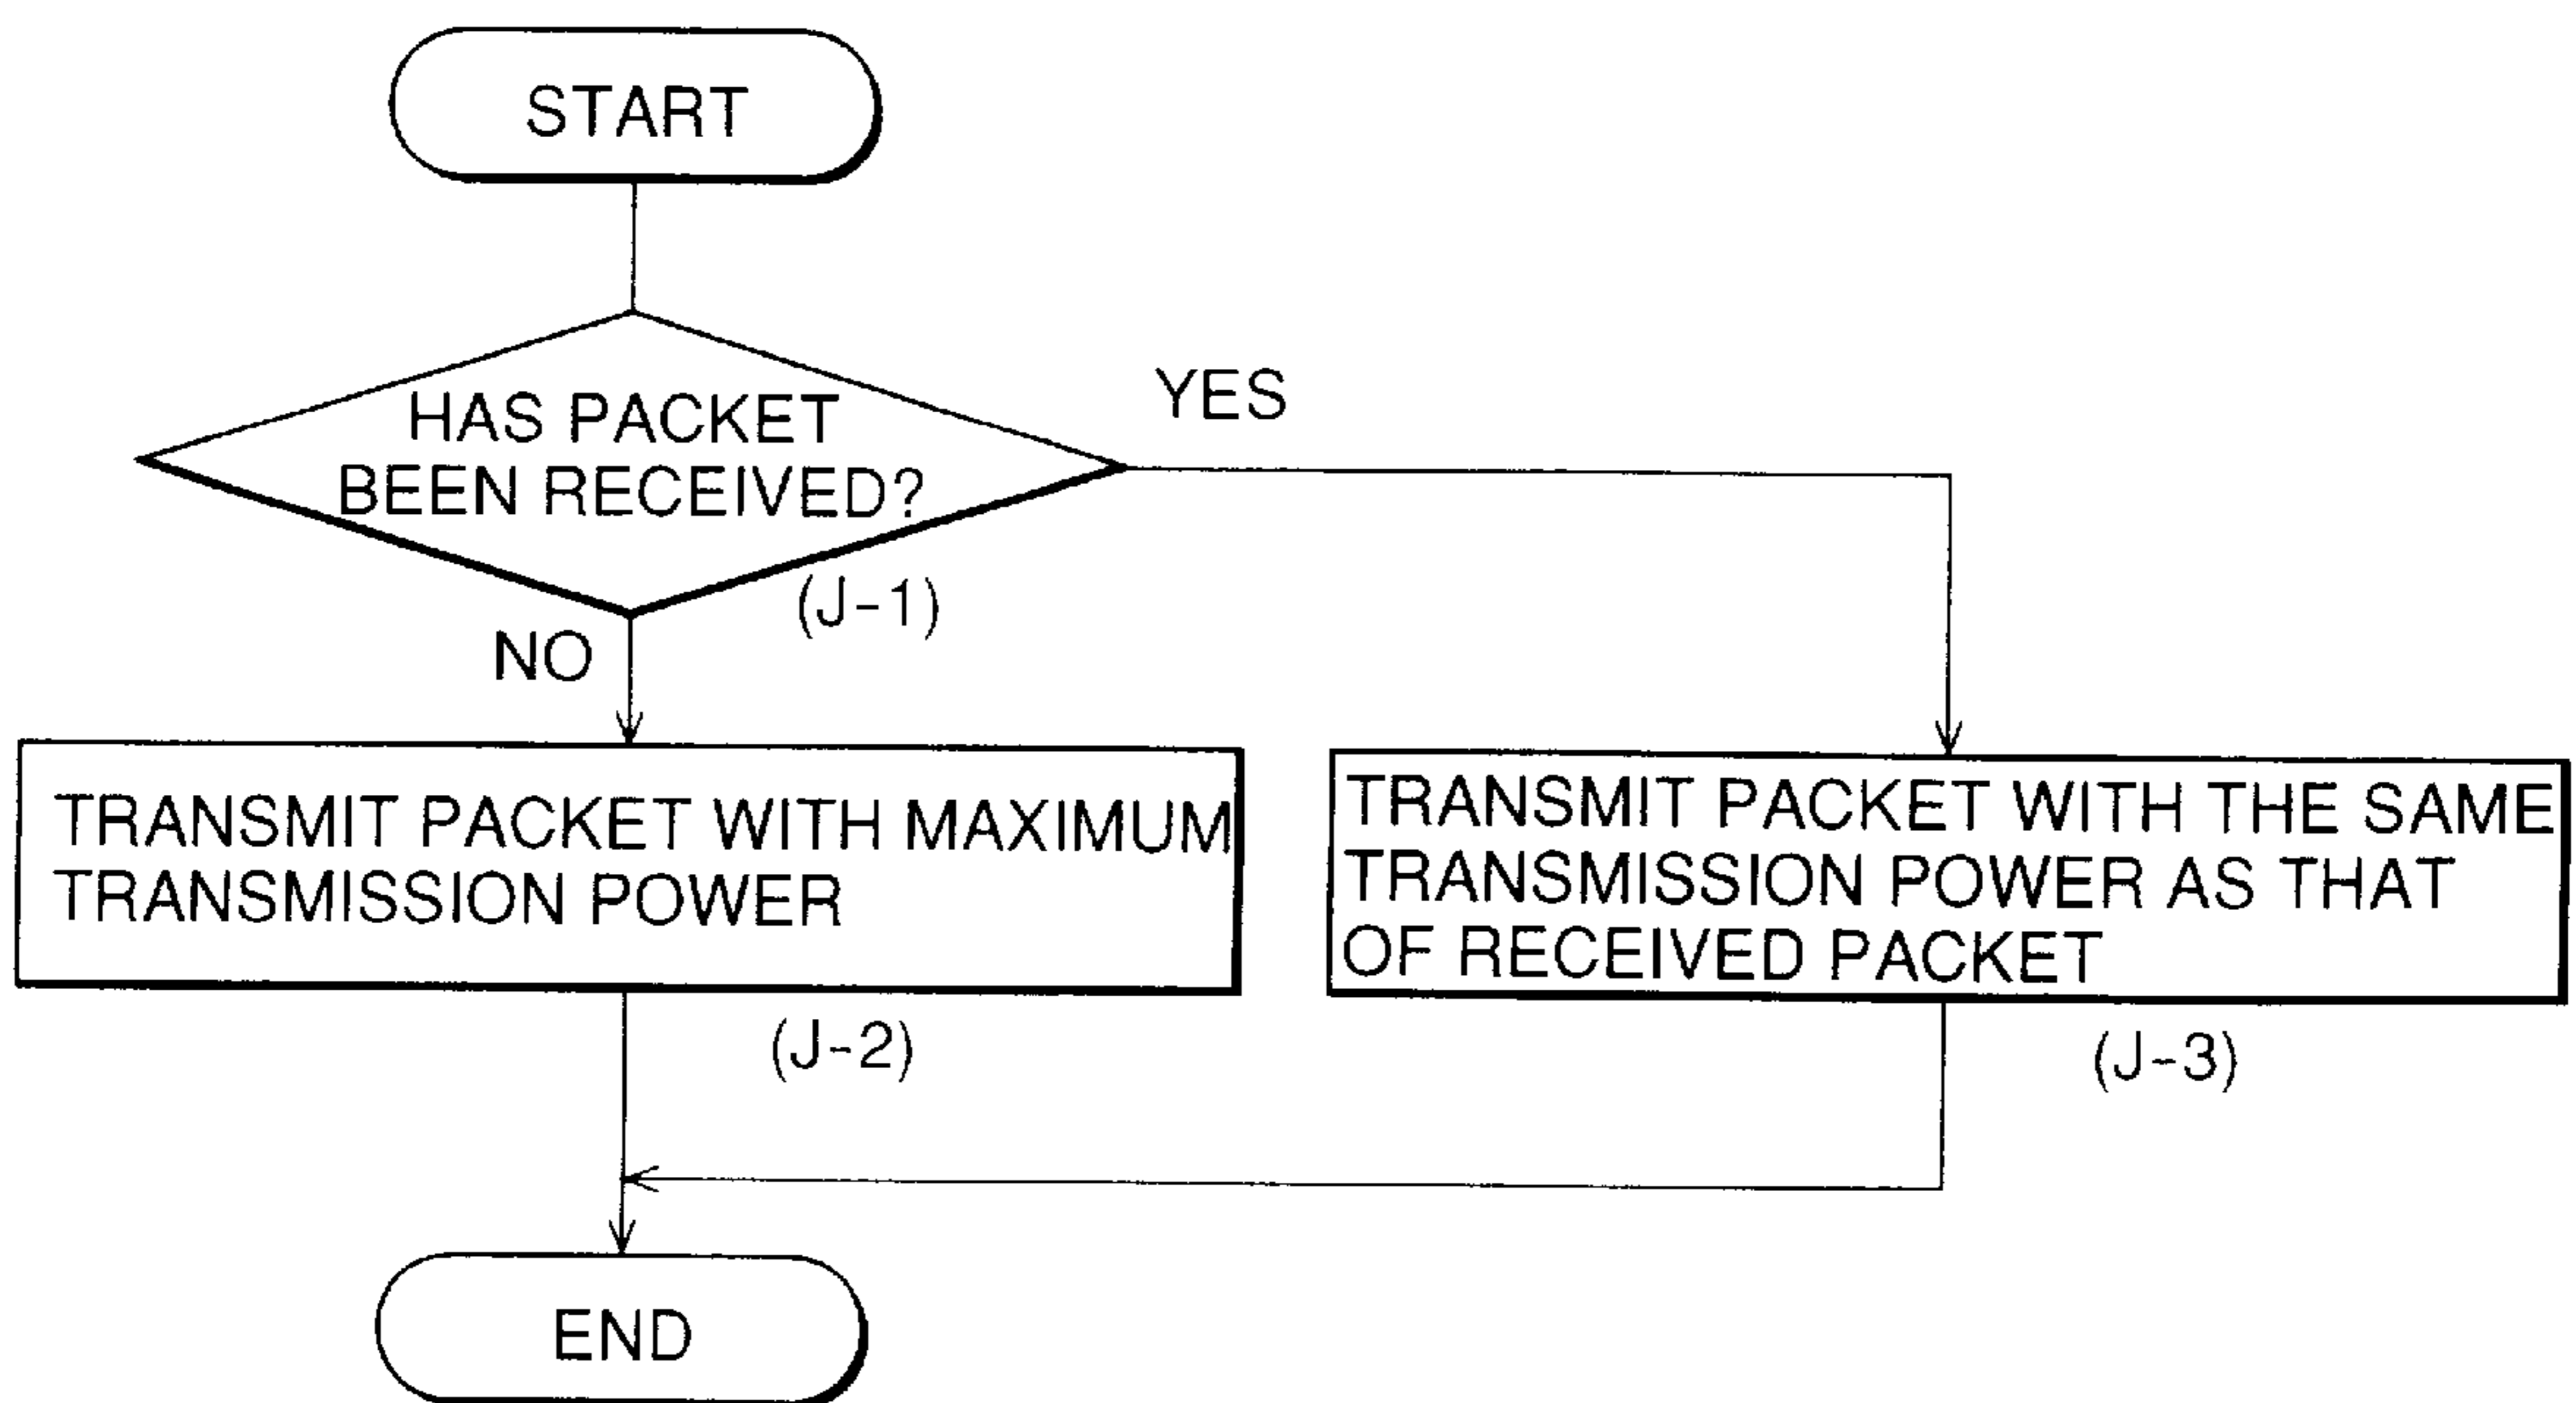 START
HAS PACKET
BEEN RECEIVED?
YES
(J-1)
NO
TRANSMIT PACKET WITH MAXIMUM
TRANSMISSION POWER
(J-2)
TRANSMIT PACKET WITH THE SAME
TRANSMISSION POWER AS THAT
OF RECEIVED PACKET
(J-3)
END